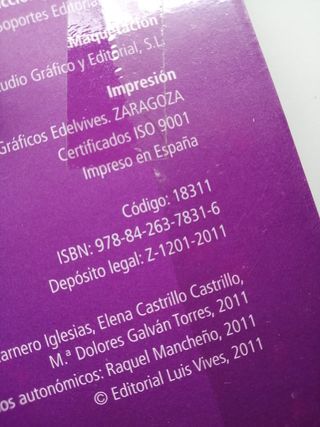 Soportes Editoria
Maquetación
udio Gráfico y Editorial, S.L.
Impresión
Gráficos Edelvives. ZARAGOZA
Certificados ISO 9001
Impreso en España
Código: 18311
ISBN: 978-84-263-7831-6
Depósito legal: Z-1201-2011
arnero Iglesias, Elena Castrillo Castrillo,
M.ª Dolores Galván Torres, 2011
os autonómicos: Raquel Mancheño, 2011
© Editorial Luis Vives, 2011